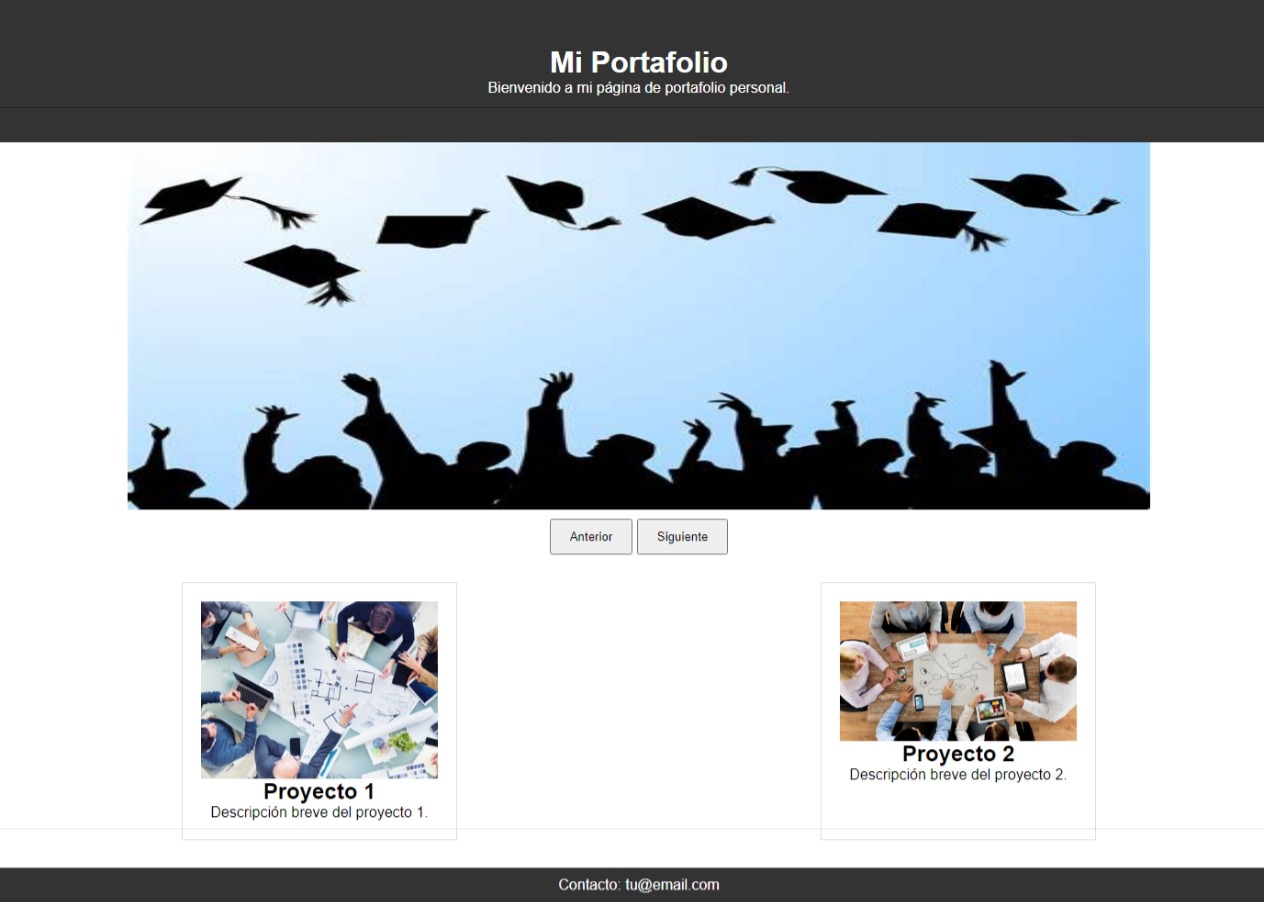 Mi Portafolio
Bienvenido a mi página de portafolio personal.
Anterior Siguiente
Proyecto 1
Descripción breve del proyecto 1.
Proyecto 2
Descripción breve del proyecto 2.
Contacto: tu@email.com